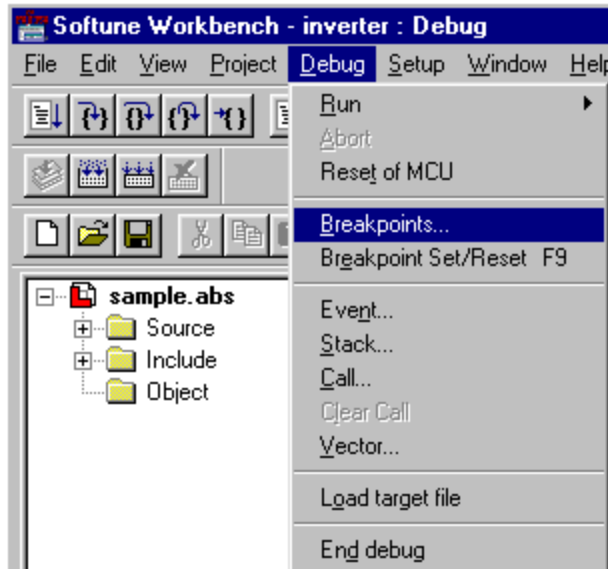 Softune Workbench - inverter : Debug
File Edit View Project Debug Setup Window Help
Run
Abort
Reset of MCU
Breakpoints...
Breakpoint Set/Reset F9
sample.abs
Source
Include
Object
Event...
Stack...
Call...
Clear Call
Vector...
Load target file
End debug